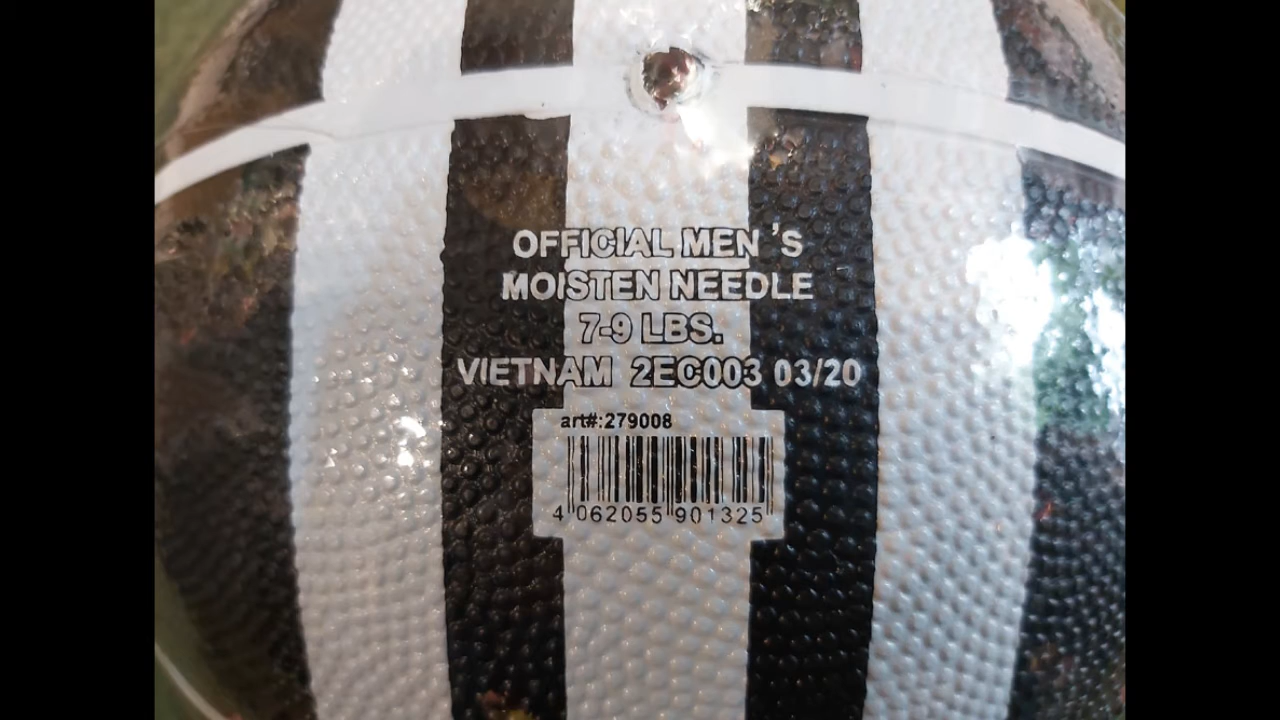 OFFICIAL MEN 'S
MOISTEN NEEDLE
7-9 LBS.
VIETNAM 2EC003 03/20
art#:279008
4 062055 901325